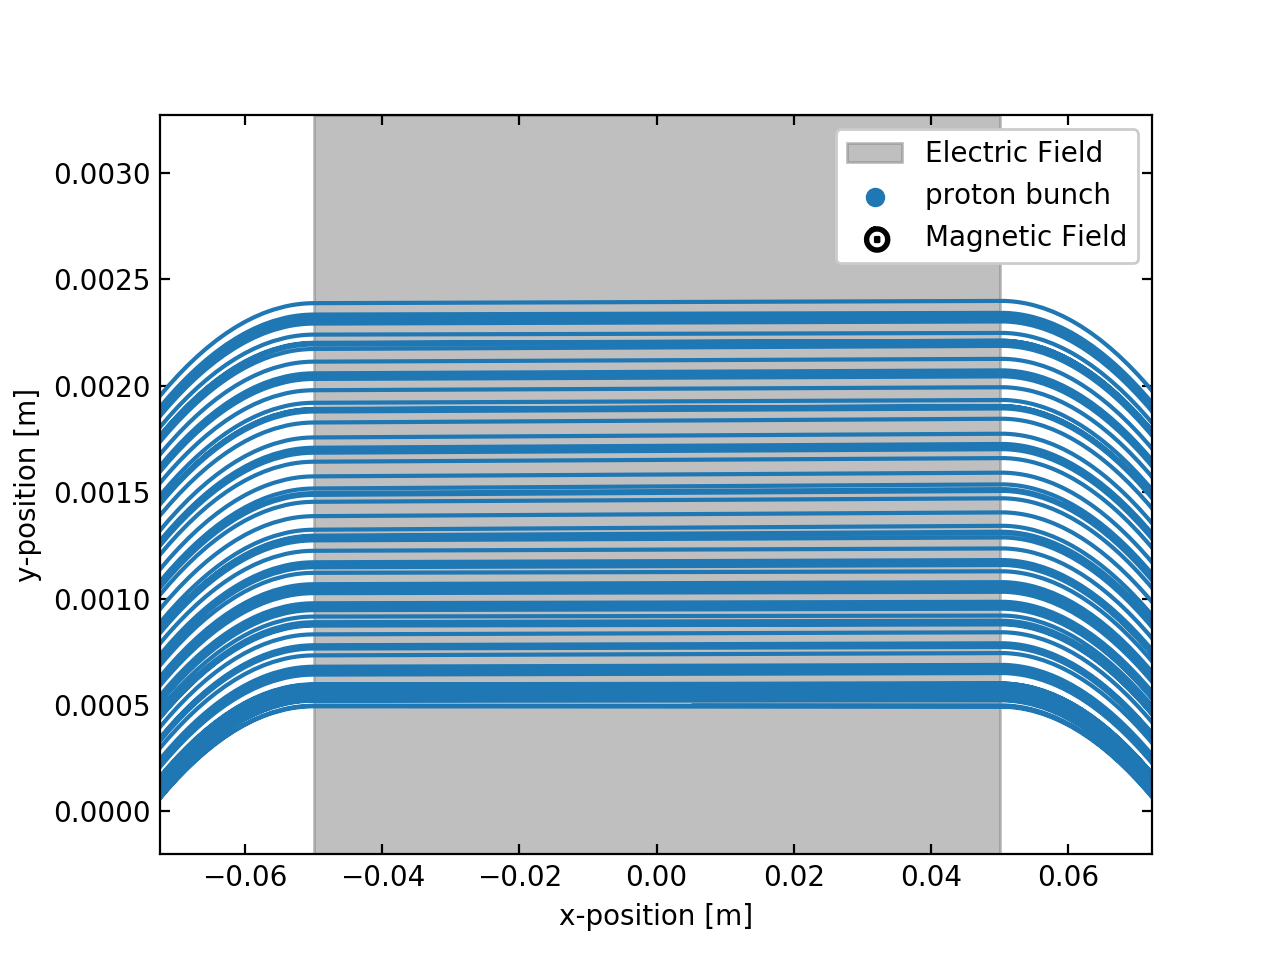 Electric Field
proton bunch
Magnetic Field
0.0030
0.0025
0.0020
0.0015
0.0010
0.0005
0.0000
y-position [m]
−0.06 −0.04 −0.02 0.00 0.02 0.04 0.06
x-position [m]